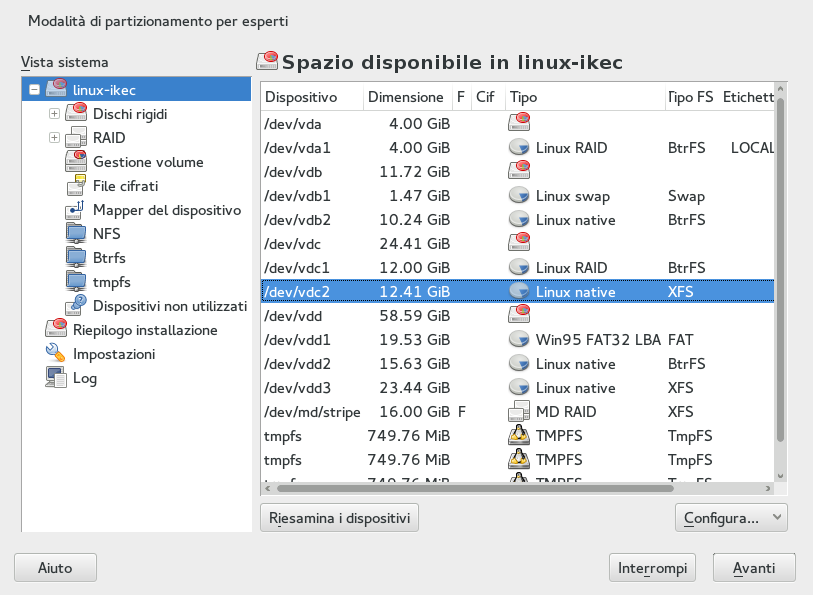 Modalità di partizionamento per esperti
Vista sistema
linux-ikec
Dischi rigidi
RAID
Gestione volume
File cifrati
Mapper del dispositivo
NFS
Btrfs
tmpfs
Dispositivi non utilizzati
Riepilogo installazione
Impostazioni
Log
Spazio disponibile in linux-ikec
Dispositivo Dimensione F Cif Tipo Tipo FS Etichett
/dev/vda 4.00 GiB
/dev/vda1 4.00 GiB Linux RAID BtrFS LOCAL
/dev/vdb 11.72 GiB
/dev/vdb1 1.47 GiB Linux swap Swap
/dev/vdb2 10.24 GiB Linux native BtrFS
/dev/vdc 24.41 GiB
/dev/vdc1 12.00 GiB Linux RAID BtrFS
/dev/vdc2 12.41 GiB Linux native XFS
/dev/vdd 58.59 GiB
/dev/vdd1 19.53 GiB Win95 FAT32 LBA FAT
/dev/vdd2 15.63 GiB Linux native BtrFS
/dev/vdd3 23.44 GiB Linux native XFS
/dev/md/stripe 16.00 GiB F MD RAID XFS
tmpfs 749.76 MiB TMPFS TmpFS
tmpfs 749.76 MiB TMPFS TmpFS
Riesamina i dispositivi
Configura...
Aiuto
Interrompi
Avanti